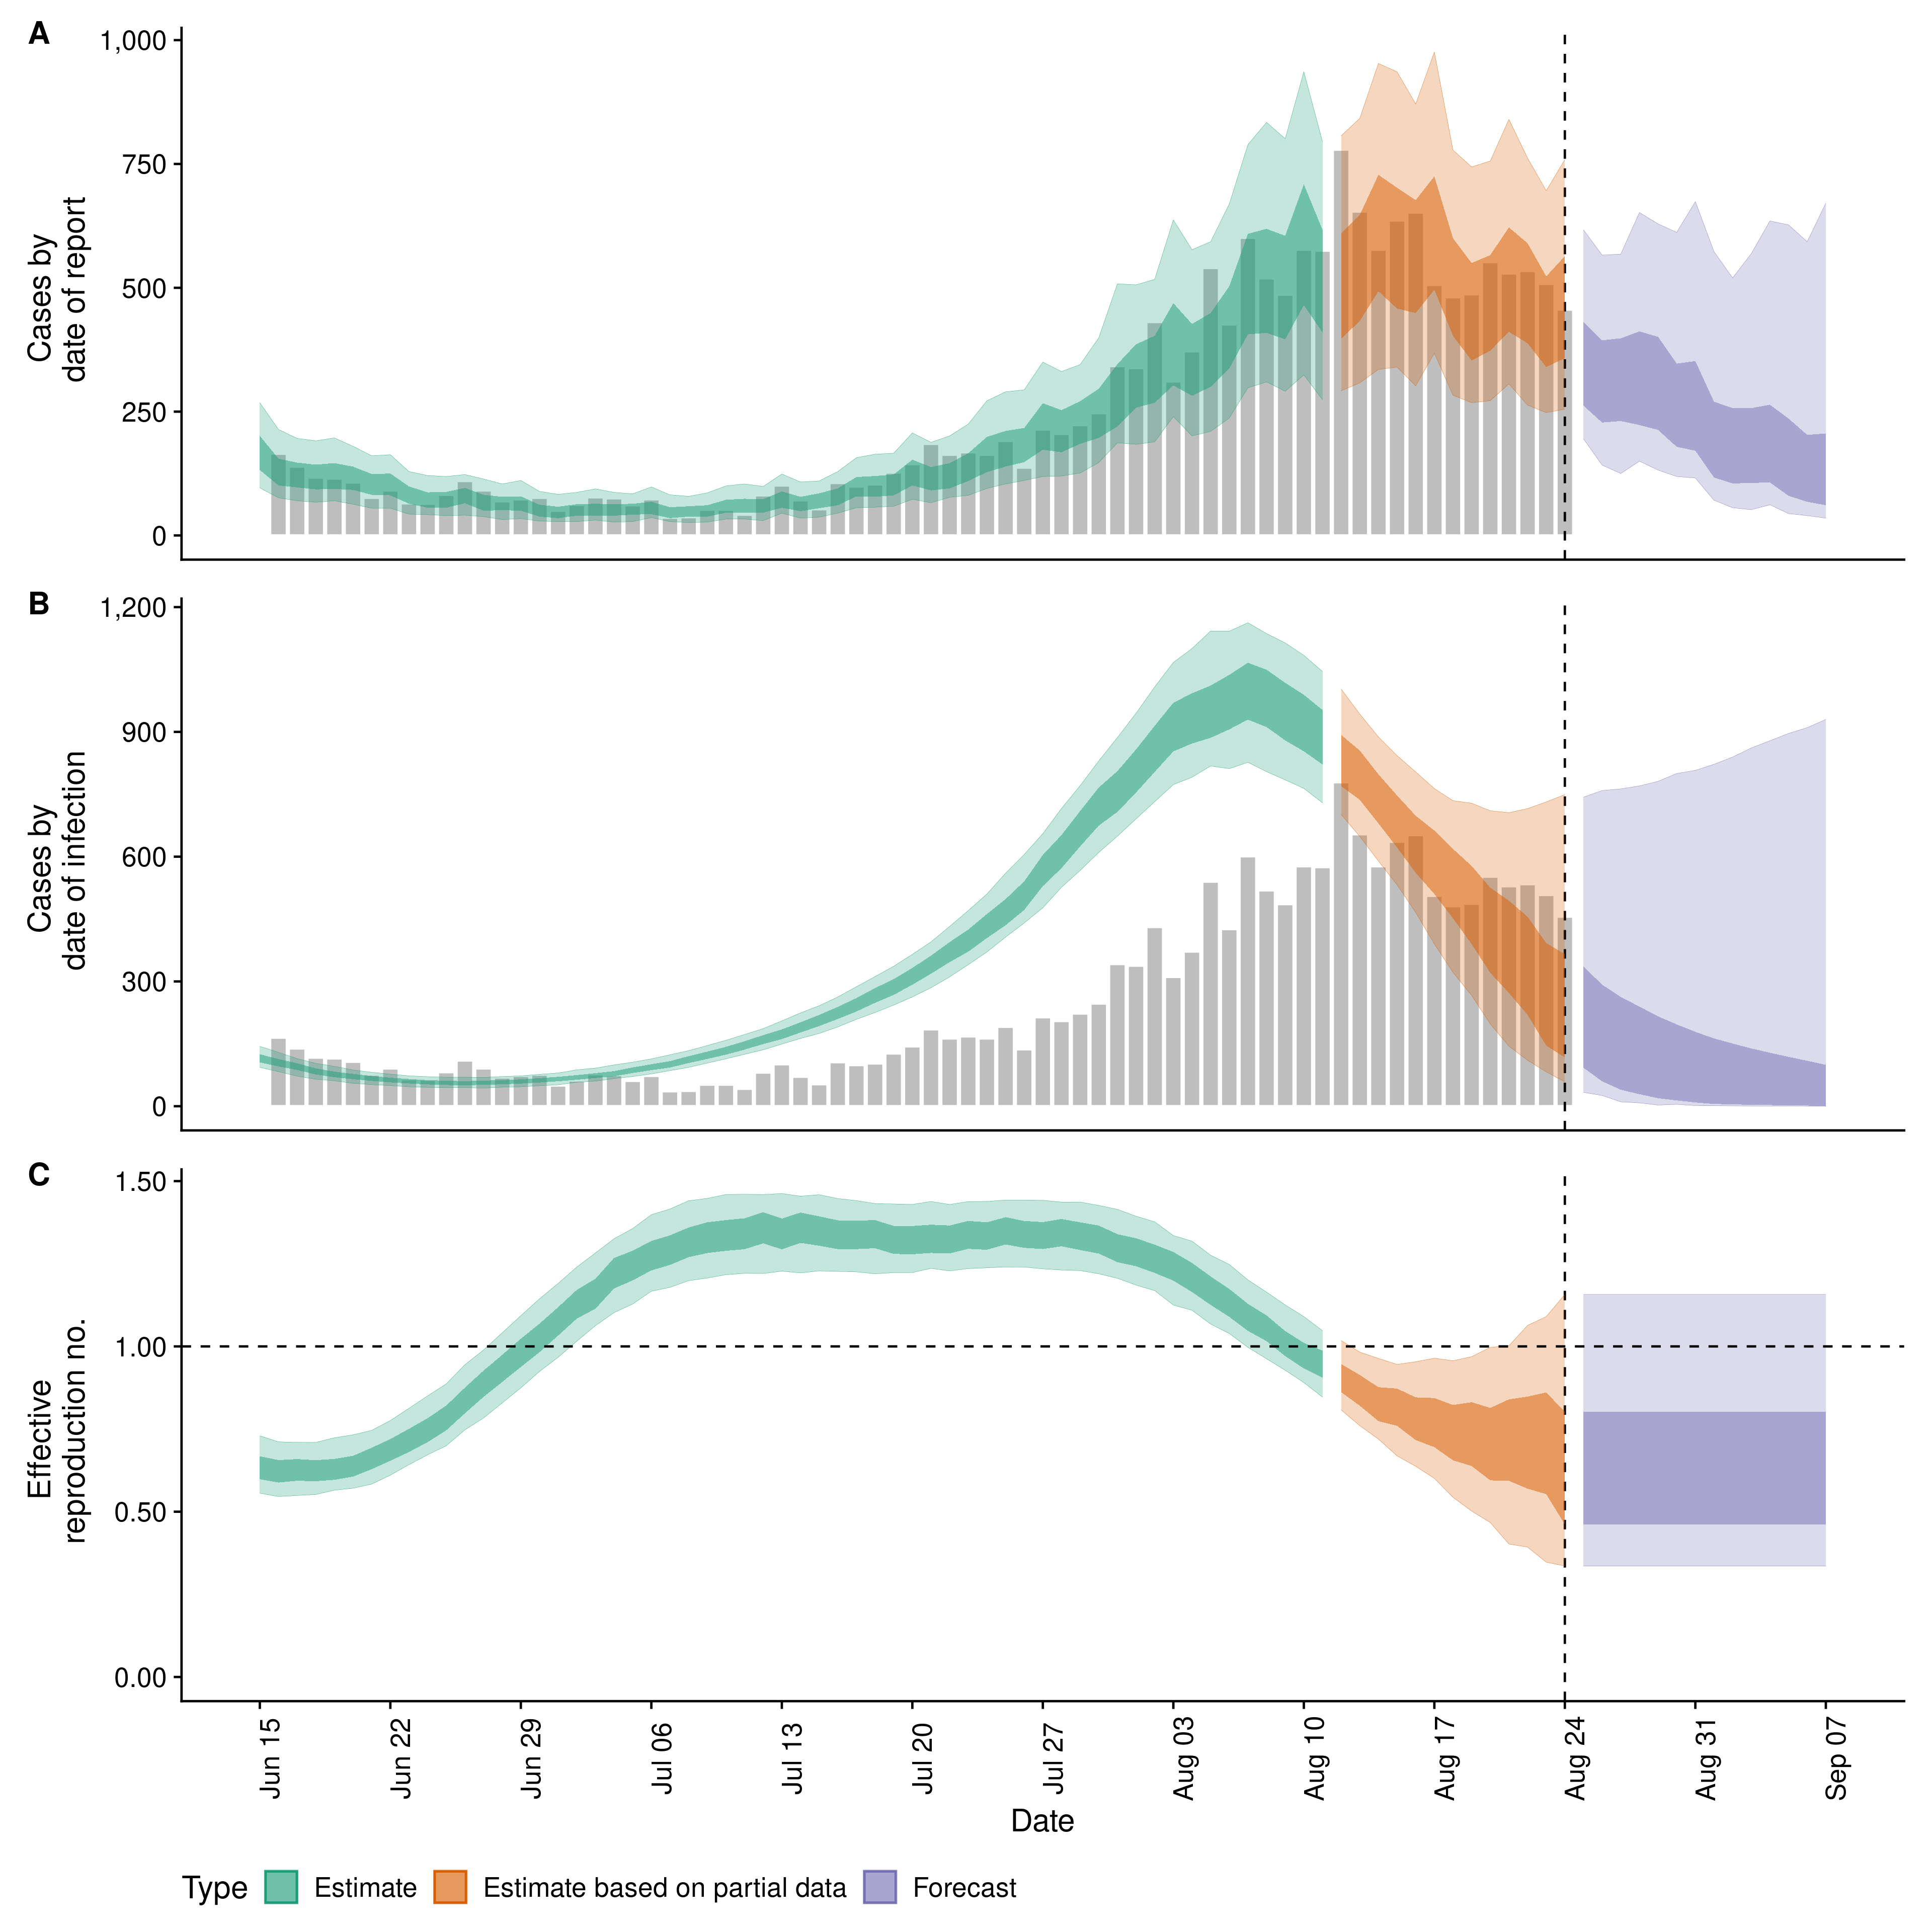 A
1,000
750
500
250
0
Cases by
date of report
B
1,200
900
600
300
0
Cases by
date of infection
C
1.50
1.00
0.50
0.00
Effective
reproduction no.
Jun 15
Jun 22
Jun 29
Jul 06
Jul 13
Jul 20
Jul 27
Aug 03
Aug 10
Aug 17
Aug 24
Aug 31
Sep 07
Date
Type Estimate Estimate based on partial data Forecast